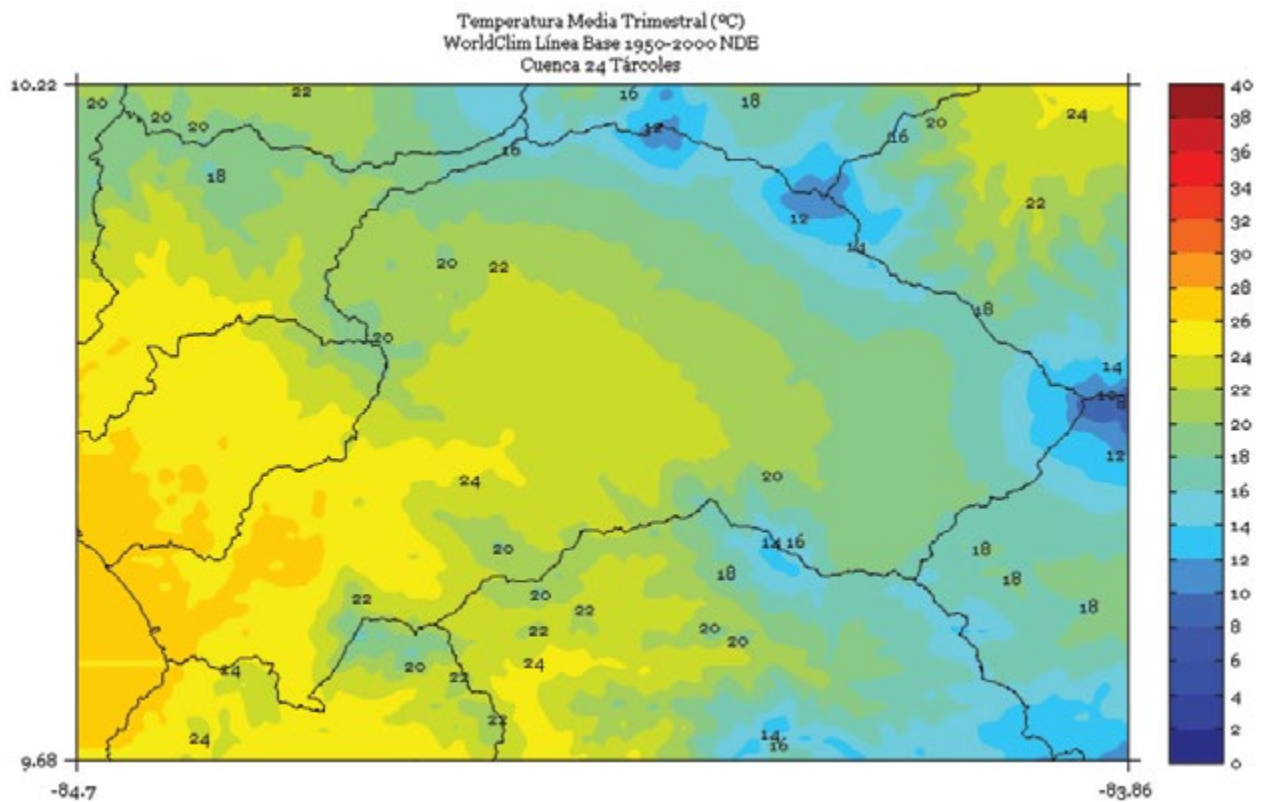 Temperatura Media Trimestral (ºC)
WorldClim Línea Base 1950-2000 NDE
Cuenca 24 Tárcoles
10.22
20 20 20 22 16 12 18 16 20 24
18 16 12 14 22
20 22 18
20 14
10
12
24 20
20 14 16 18
22 20 18 18 18
22 22 20 20
24 20 22 24
24 22 14 16
9.68
-84.7 -83.86
40
38
36
34
32
30
28
26
24
22
20
18
16
14
12
10
8
6
4
2
0